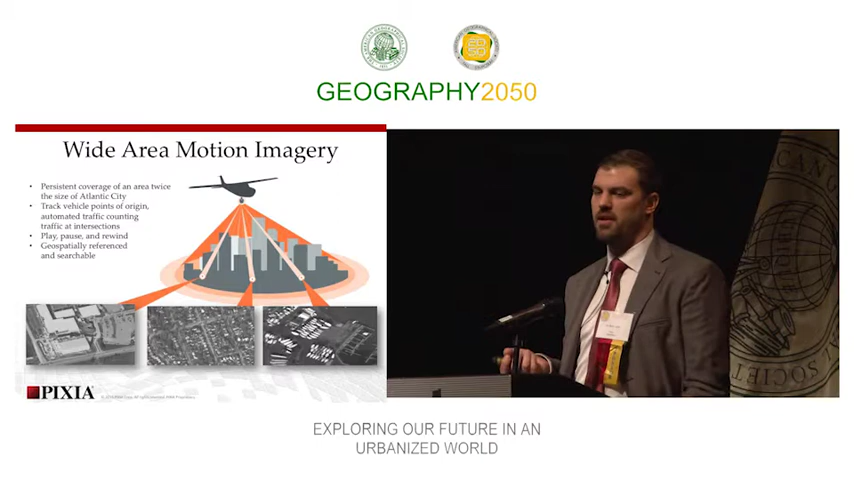 GEOGRAPHY2050
Wide Area Motion Imagery
• Persistent coverage of an area twice
the size of Atlantic City
• Track vehicle points of origin,
automated traffic counting
traffic at intersections
• Play, pause, and rewind
• Geospatially referenced
and searchable
PIXIA
SOCIETY
EXPLORING OUR FUTURE IN AN
URBANIZED WORLD